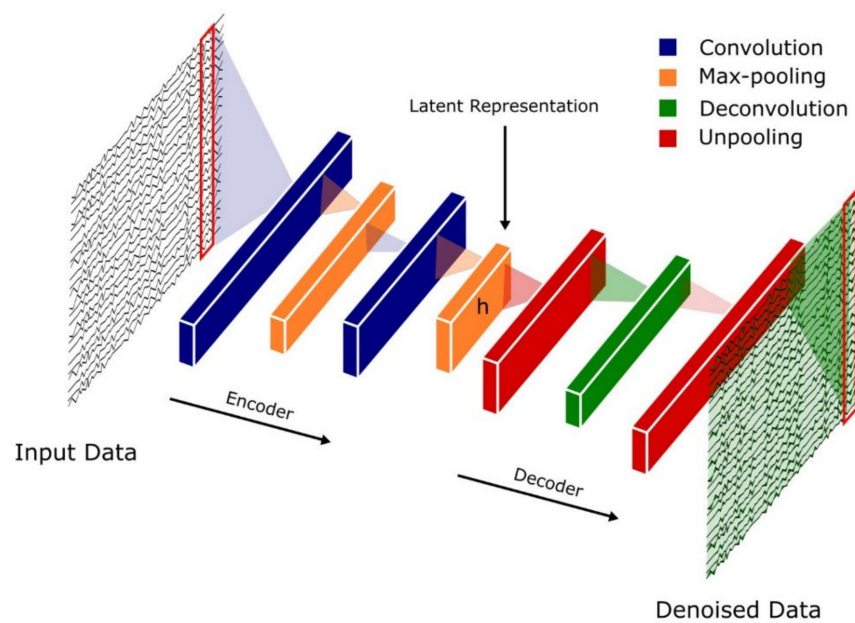 Convolution
Max-pooling
Deconvolution
Unpooling
Latent Representation
h
Encoder
Input Data
Decoder
Denoised Data